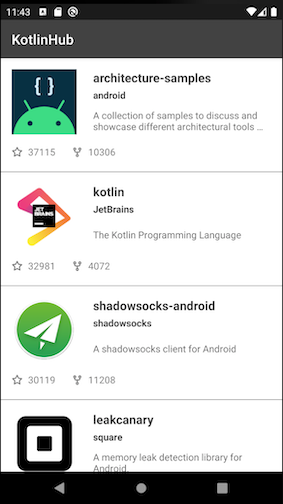 11:43
KotlinHub
architecture-samples
android
A collection of samples to discuss and
showcase different architectural tools …
37115 10306
kotlin
JetBrains
JET
BRAINS
The Kotlin Programming Language
32981 4072
shadowsocks-android
shadowsocks
A shadowsocks client for Android
30119 11208
leakcanary
square
A memory leak detection library for
Android.